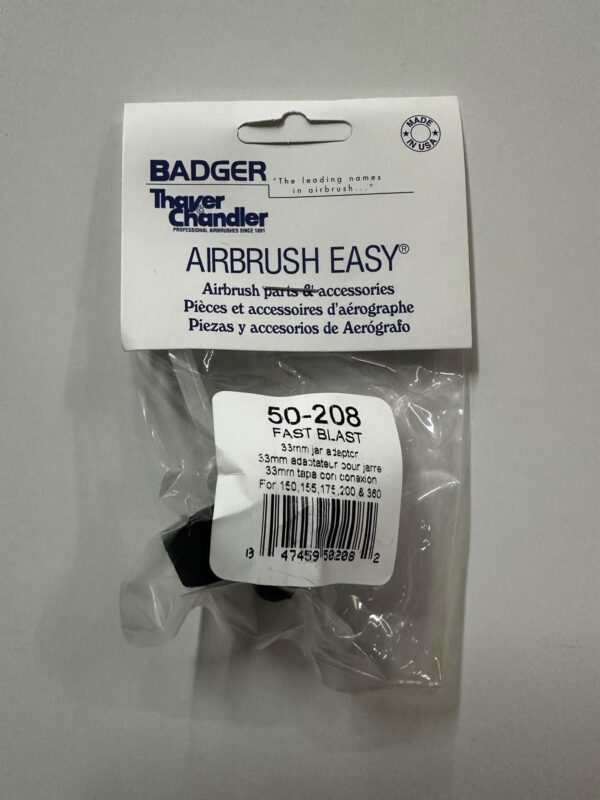 MADE
IN USA
BADGER
"The leading names
in airbrush..."
Thayer
&
Chandler
PROFESSIONAL AIRBRUSHES SINCE 1891
AIRBRUSH EASY®
Airbrush parts & accessories
Pièces et accessoires d'aérographe
Piezas y accesorios de Aerógrafo
50-208
FAST BLAST
33mm jar adaptor
33mm adaptateur pour jarre
33mm tapa con conexion
For 150,155,175,200 & 360
0 47459 50208 2